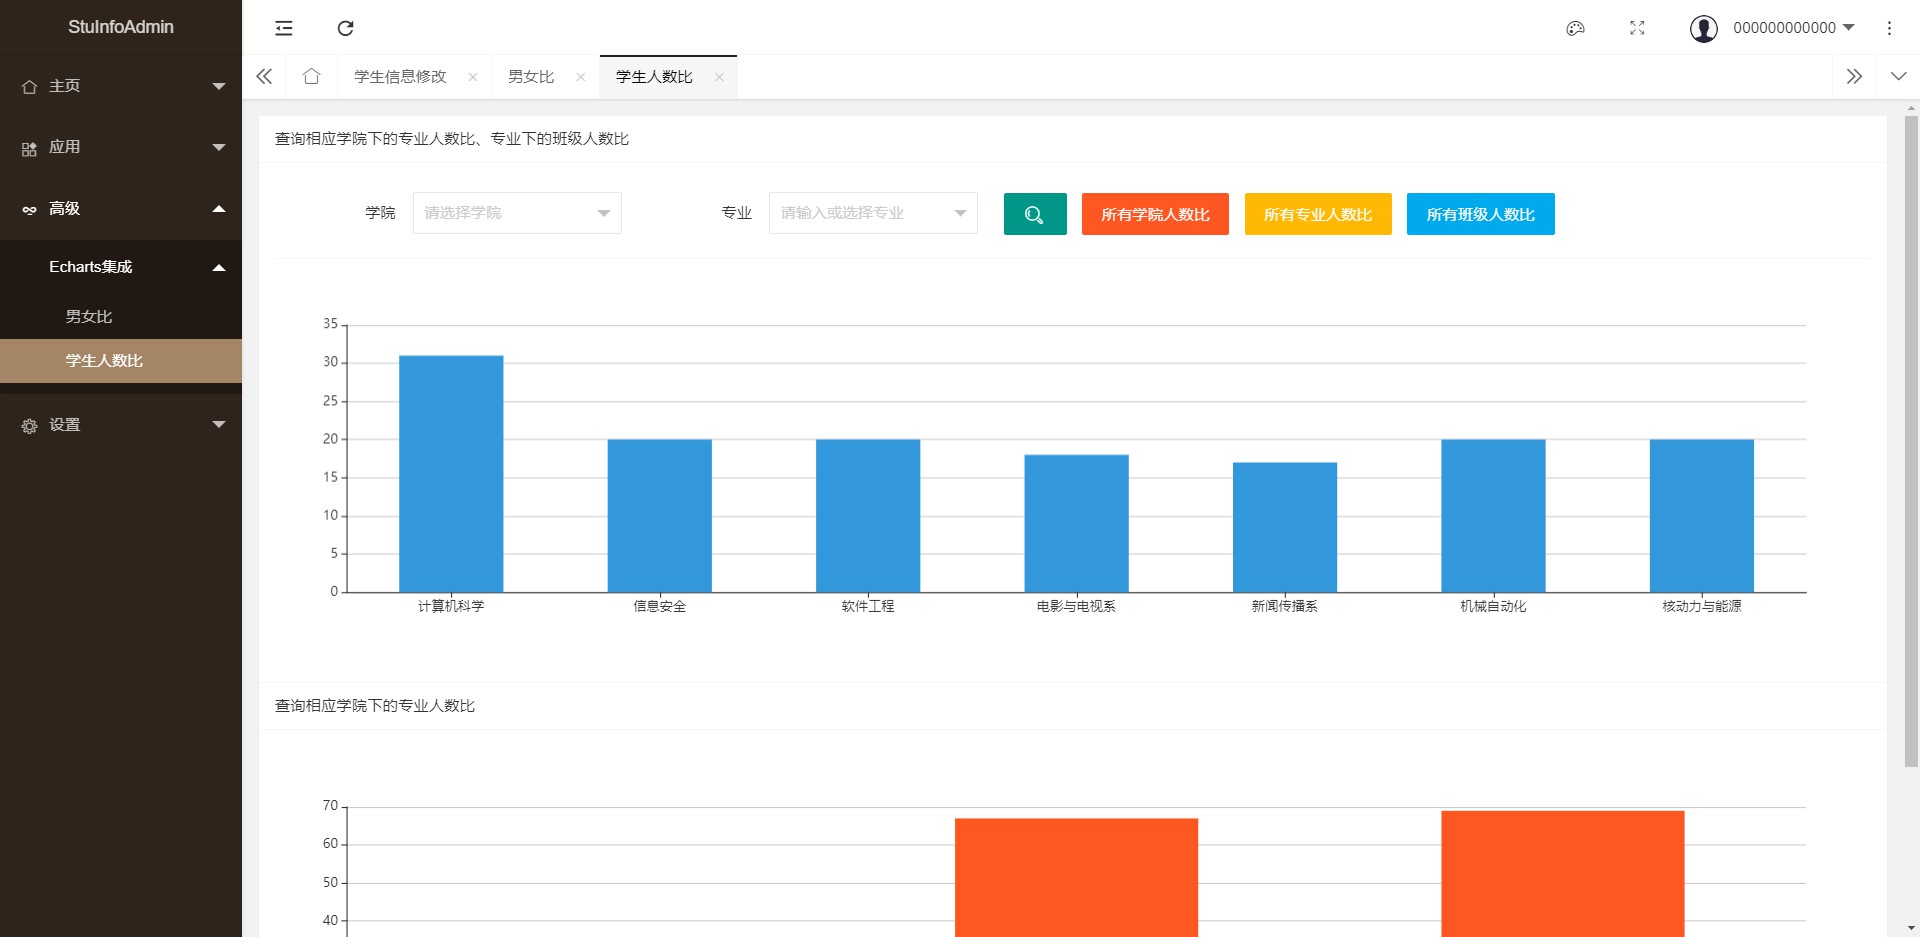 StuInfoAdmin
000000000000
主页
应用
高级
Echarts集成
男女比
学生人数比
设置
学生信息修改
男女比
学生人数比
查询相应学院下的专业人数比、专业下的班级人数比
学院 请选择学院 专业 请输入或选择专业 所有学院人数比 所有专业人数比 所有班级人数比
35
30
25
20
15
10
5
0
计算机科学 信息安全 软件工程 电影与电视系 新闻传播系 机械自动化 核动力与能源
查询相应学院下的专业人数比
70
60
50
40